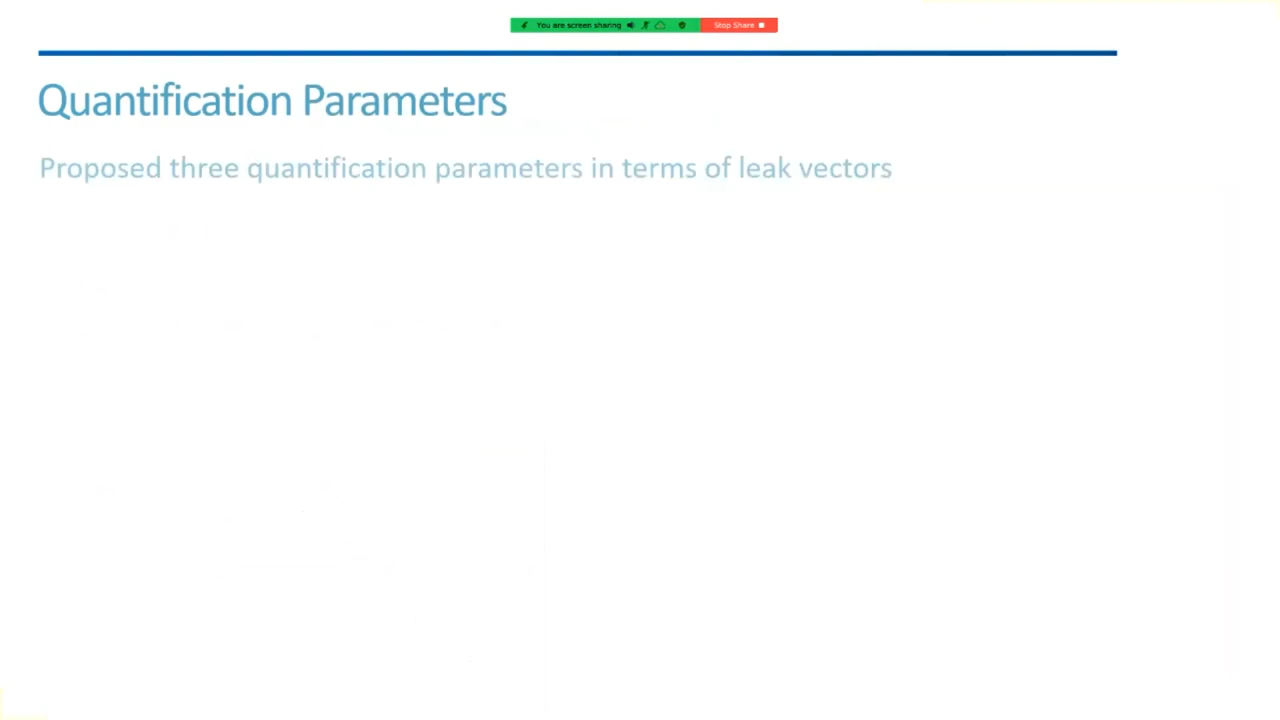 You are screen sharing
Stop Share
Quantification Parameters
Proposed three quantification parameters in terms of leak vectors